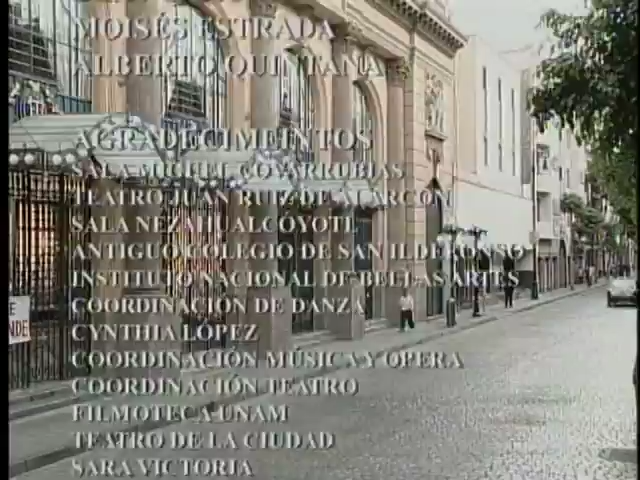 MOISÉS ESTRADA
ALBERTO QUINTANA
AGRADECIMEINTOS
SALA MIGUEL COVARRUBIAS
TEATRO JUAN RUIZ DE ALARCÓN
SALA NEZAHUALCÓYOTL
ANTIGUO COLEGIO DE SAN ILDEFONSO
INSTITUTO NACIONAL DE BELLAS ARTES
COORDINACIÓN DE DANZA
CYNTHIA LÓPEZ
COORDINACIÓN MÚSICA Y OPERA
COORDINACIÓN TEATRO
FILMOTECA UNAM
TEATRO DE LA CIUDAD
SARA VICTORIA